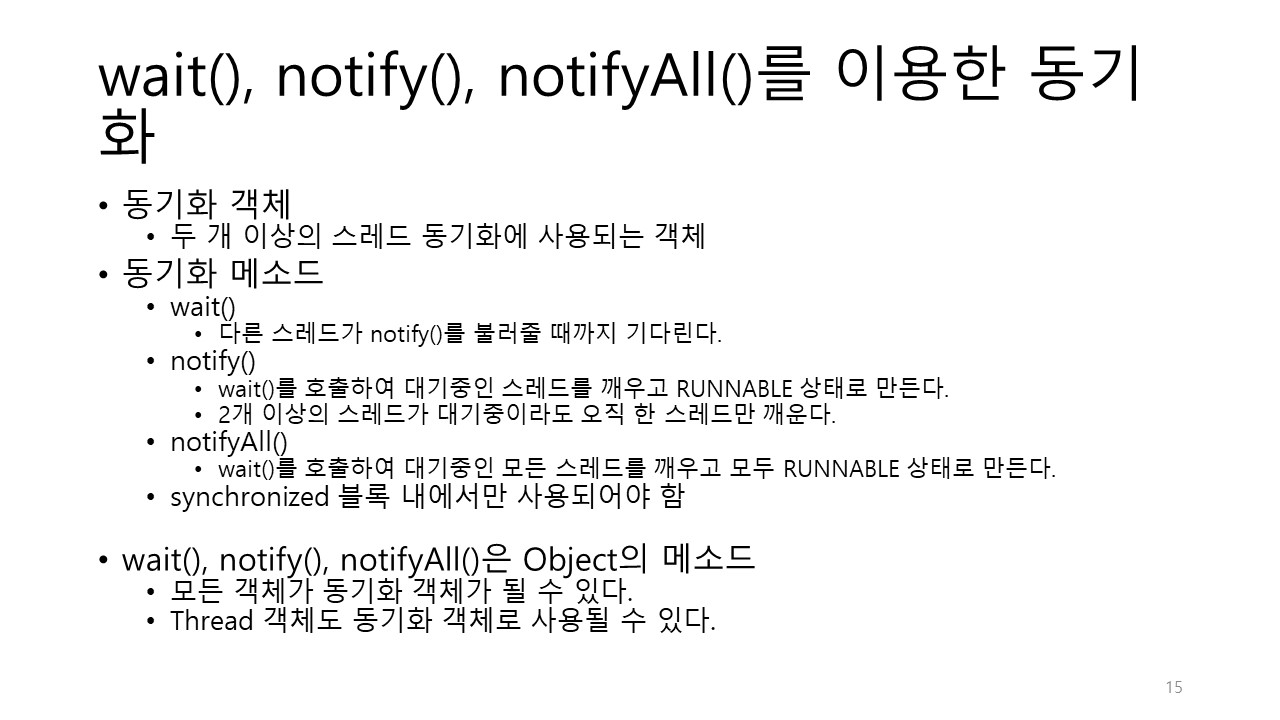 wait(), notify(), notifyAll()를 이용한 동기
화
• 동기화 객체
• 두 개 이상의 스레드 동기화에 사용되는 객체
• 동기화 메소드
• wait()
• 다른 스레드가 notify()를 불러줄 때까지 기다린다.
• notify()
• wait()를 호출하여 대기중인 스레드를 깨우고 RUNNABLE 상태로 만든다.
• 2개 이상의 스레드가 대기중이라도 오직 한 스레드만 깨운다.
• notifyAll()
• wait()를 호출하여 대기중인 모든 스레드를 깨우고 모두 RUNNABLE 상태로 만든다.
• synchronized 블록 내에서만 사용되어야 함
• wait(), notify(), notifyAll()은 Object의 메소드
• 모든 객체가 동기화 객체가 될 수 있다.
• Thread 객체도 동기화 객체로 사용될 수 있다.
15